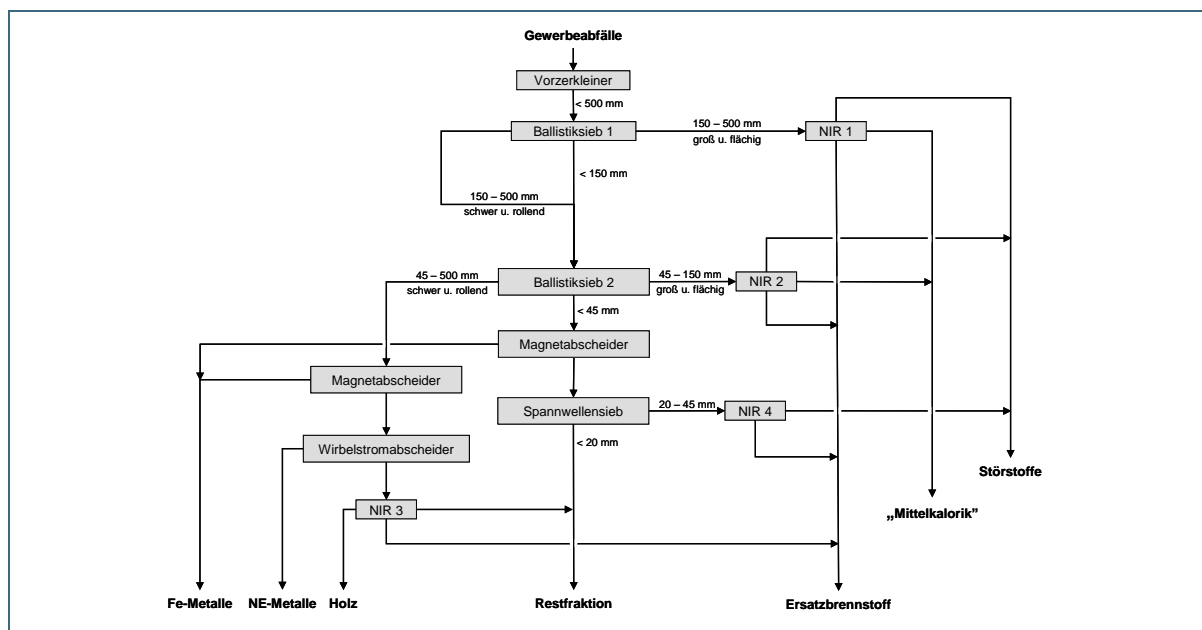 Gewerbeabfälle
Vorzerkleiner
< 500 mm
Ballistiksieb 1
150 – 500 mm
groß u. flächig
NIR 1
< 150 mm
150 – 500 mm
schwer u. rollend
45 – 500 mm
schwer u. rollend
Ballistiksieb 2
45 – 150 mm
groß u. flächig
NIR 2
< 45 mm
Magnetabscheider
Magnetabscheider
Spannwellensieb
20 – 45 mm
NIR 4
< 20 mm
Wirbelstromabscheider
Störstoffe
NIR 3
„Mittelkalorik”
Fe-Metalle
NE-Metalle
Holz
Restfraktion
Ersatzbrennstoff